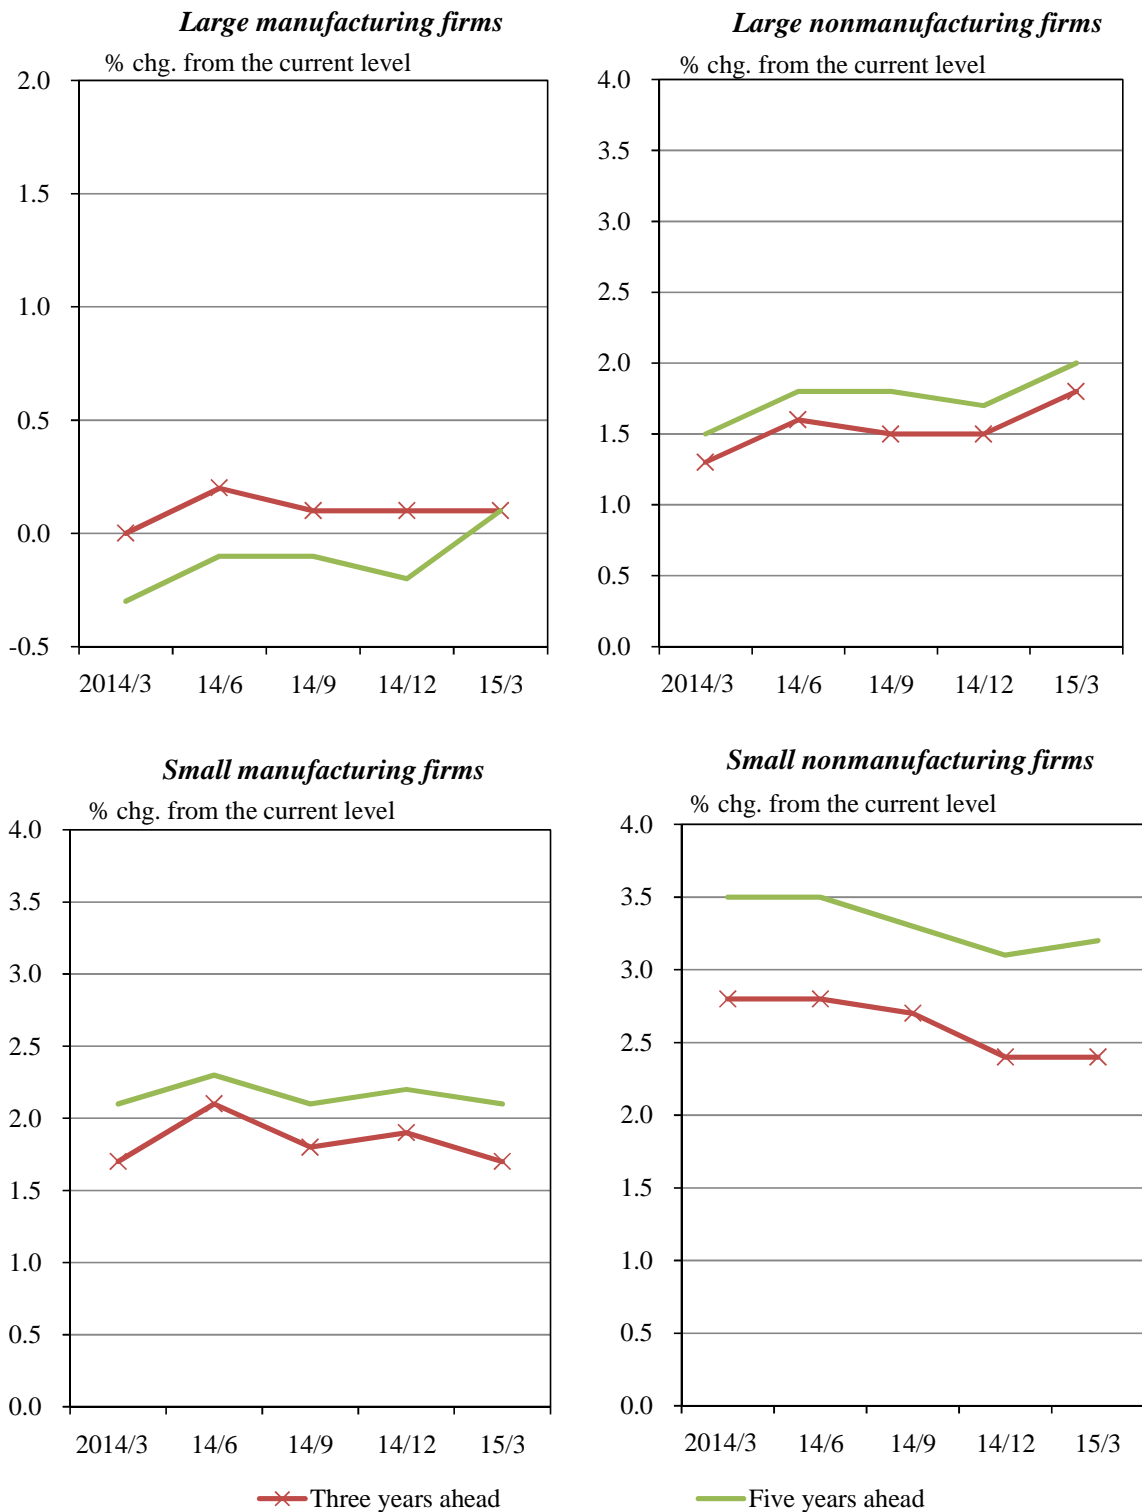 Large manufacturing firms
% chg. from the current level
2.0
1.5
1.0
0.5
0.0
-0.5
2014/3 14/6 14/9 14/12 15/3
Large nonmanufacturing firms
% chg. from the current level
4.0
3.5
3.0
2.5
2.0
1.5
1.0
0.5
0.0
2014/3 14/6 14/9 14/12 15/3
Small manufacturing firms
% chg. from the current level
4.0
3.5
3.0
2.5
2.0
1.5
1.0
0.5
0.0
2014/3 14/6 14/9 14/12 15/3
Small nonmanufacturing firms
% chg. from the current level
4.0
3.5
3.0
2.5
2.0
1.5
1.0
0.5
0.0
2014/3 14/6 14/9 14/12 15/3
Three years ahead
Five years ahead